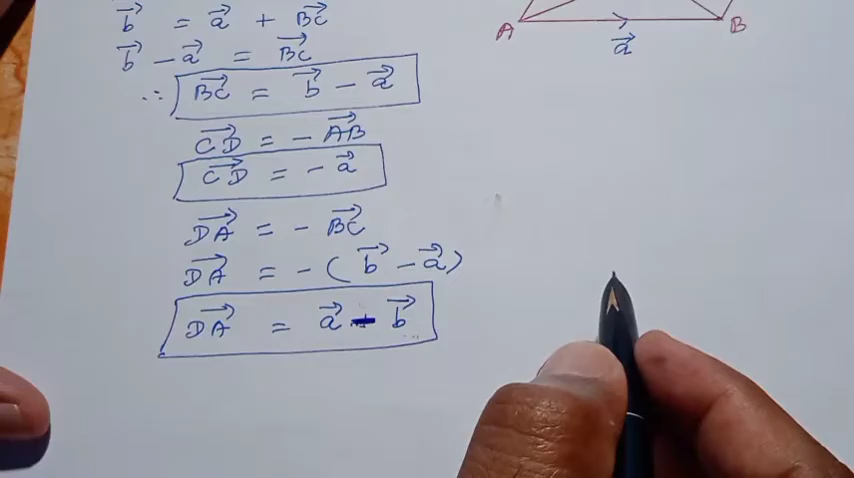 b⃗ = a⃗ + BC⃗
b⃗ - a⃗ = BC⃗
∴ BC⃗ = b⃗ - a⃗
CD⃗ = - AB⃗
CD⃗ = - a⃗
DA⃗ = - BC⃗
DA⃗ = - ( b⃗ - a⃗ )
DA⃗ = a⃗ - b⃗
A B
a⃗